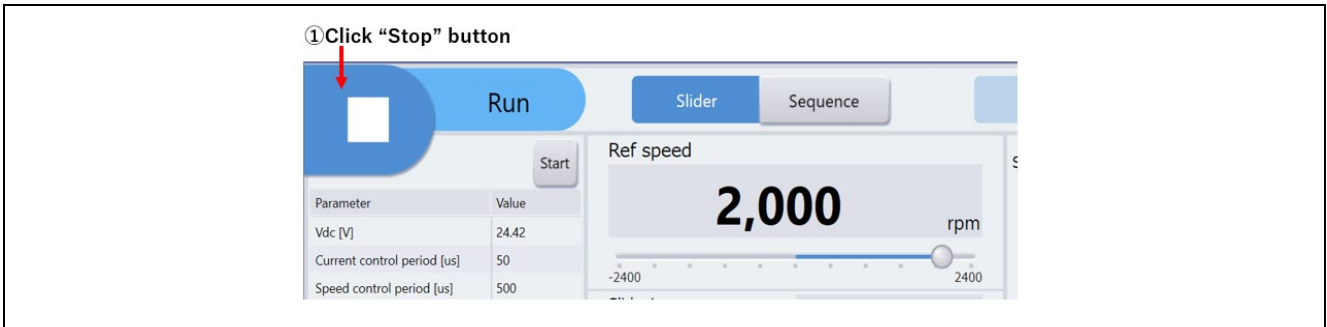 ①Click “Stop” button
Run
Slider
Sequence
Start
Ref speed
2,000
rpm
Parameter Value
Vdc [V] 24.42
Current control period [us] 50
Speed control period [us] 500
-2400
2400